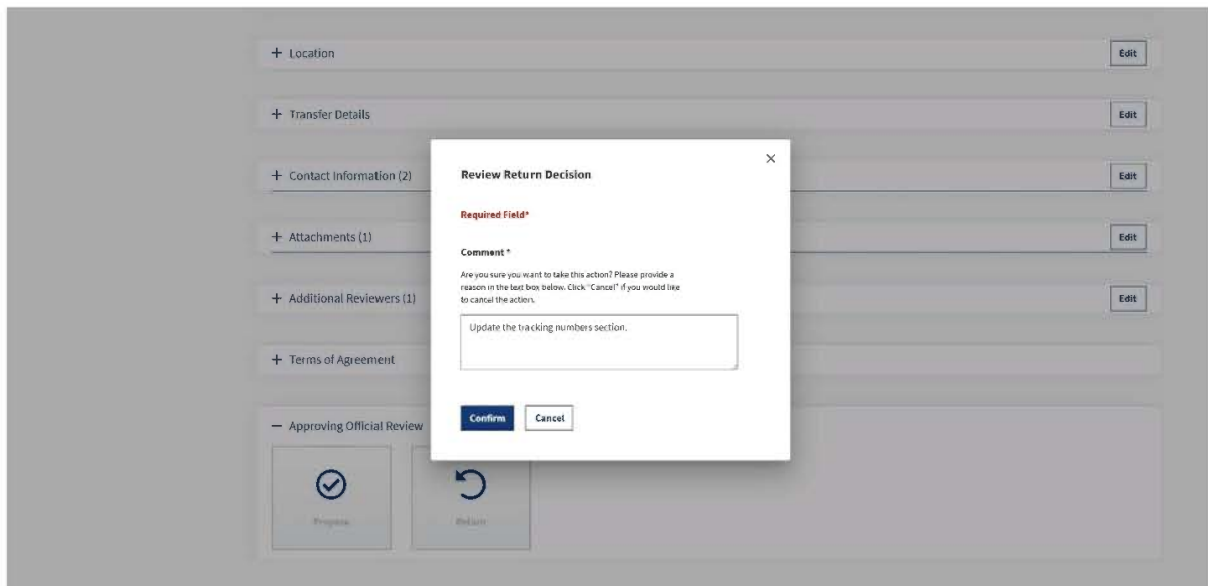 + Location
Edit
+ Transfer Details
Edit
+ Contact Information (2)
Edit
+ Attachments (1)
Edit
+ Additional Reviewers (1)
Edit
+ Terms of Agreement
− Approving Official Review
Return
×
Review Return Decision
Required Field*
Comment *
Are you sure you want to take this action? Please provide a
reason in the text box below. Click "Cancel" if you would like
to cancel the action.
Update the tracking numbers section.
Confirm
Cancel